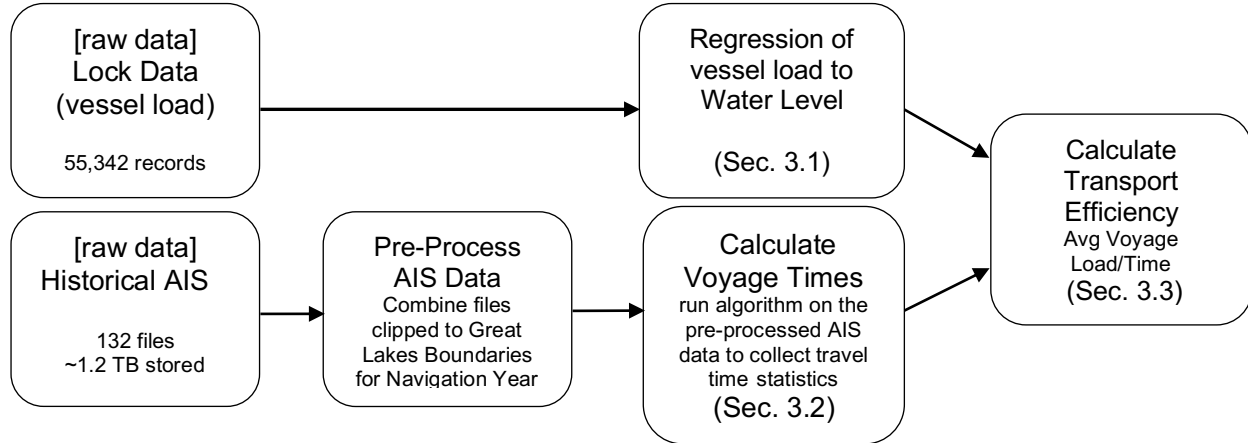 [raw data]
Lock Data
(vessel load)
55,342 records
Regression of
vessel load to
Water Level
(Sec. 3.1)
Calculate
Transport
Efficiency
Avg Voyage
Load/Time
(Sec. 3.3)
[raw data]
Historical AIS
132 files
~1.2 TB stored
Pre-Process
AIS Data
Combine files
clipped to Great
Lakes Boundaries
for Navigation Year
Calculate
Voyage Times
run algorithm on the
pre-processed AIS
data to collect travel
time statistics
(Sec. 3.2)